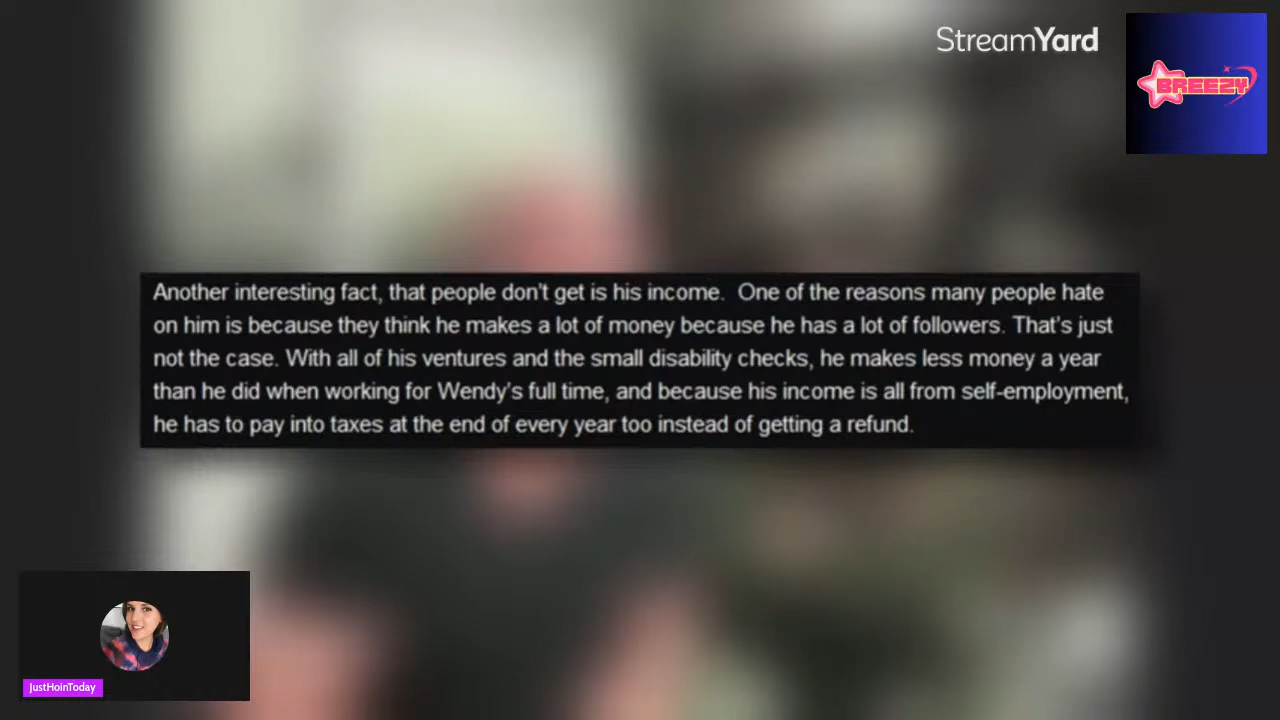 StreamYard
BREEZY
Another interesting fact, that people don't get is his income.  One of the reasons many people hate
on him is because they think he makes a lot of money because he has a lot of followers. That's just
not the case. With all of his ventures and the small disability checks, he makes less money a year
than he did when working for Wendy's full time, and because his income is all from self-employment,
he has to pay into taxes at the end of every year too instead of getting a refund.
JustHoinToday